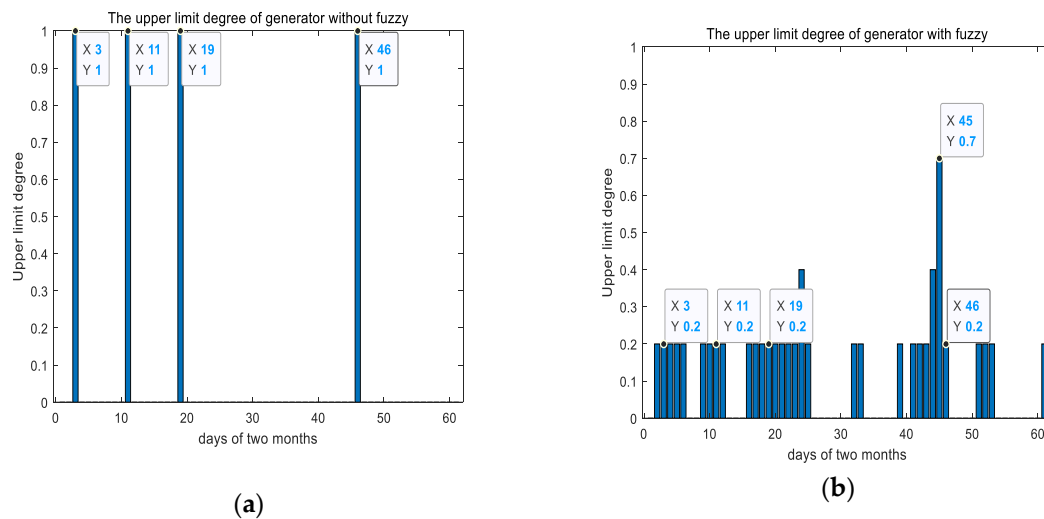 The upper limit degree of generator without fuzzy
Upper limit degree
1
0.9
0.8
0.7
0.6
0.5
0.4
0.3
0.2
0.1
0
X 3
Y 1
X 11
Y 1
X 19
Y 1
X 46
Y 1
0 10 20 30 40 50 60
days of two months
(a)
The upper limit degree of generator with fuzzy
Upper limit degree
1
0.9
0.8
0.7
0.6
0.5
0.4
0.3
0.2
0.1
0
X 45
Y 0.7
X 3
Y 0.2
X 11
Y 0.2
X 19
Y 0.2
X 46
Y 0.2
0 10 20 30 40 50 60
days of two months
(b)